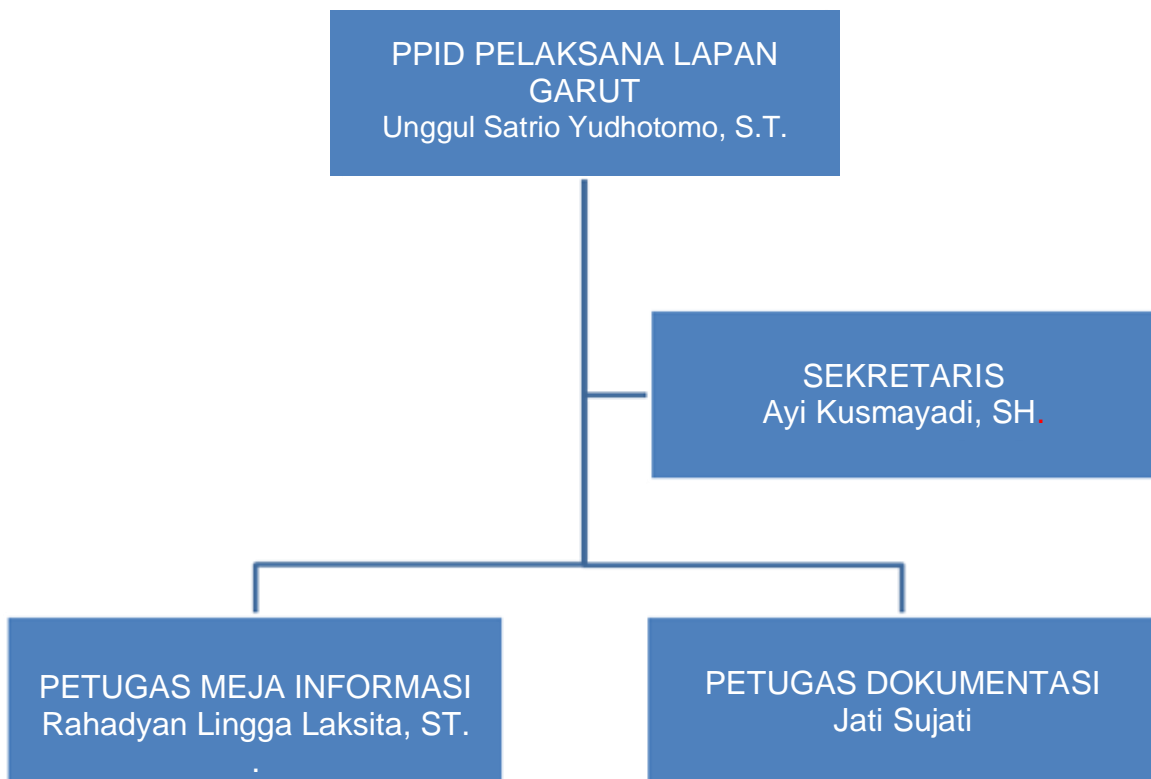 PPID PELAKSANA LAPAN
GARUT
Unggul Satrio Yudhotomo, S.T.
SEKRETARIS
Ayi Kusmayadi, SH.
PETUGAS MEJA INFORMASI
Rahadyan Lingga Laksita, ST.
.
PETUGAS DOKUMENTASI
Jati Sujati